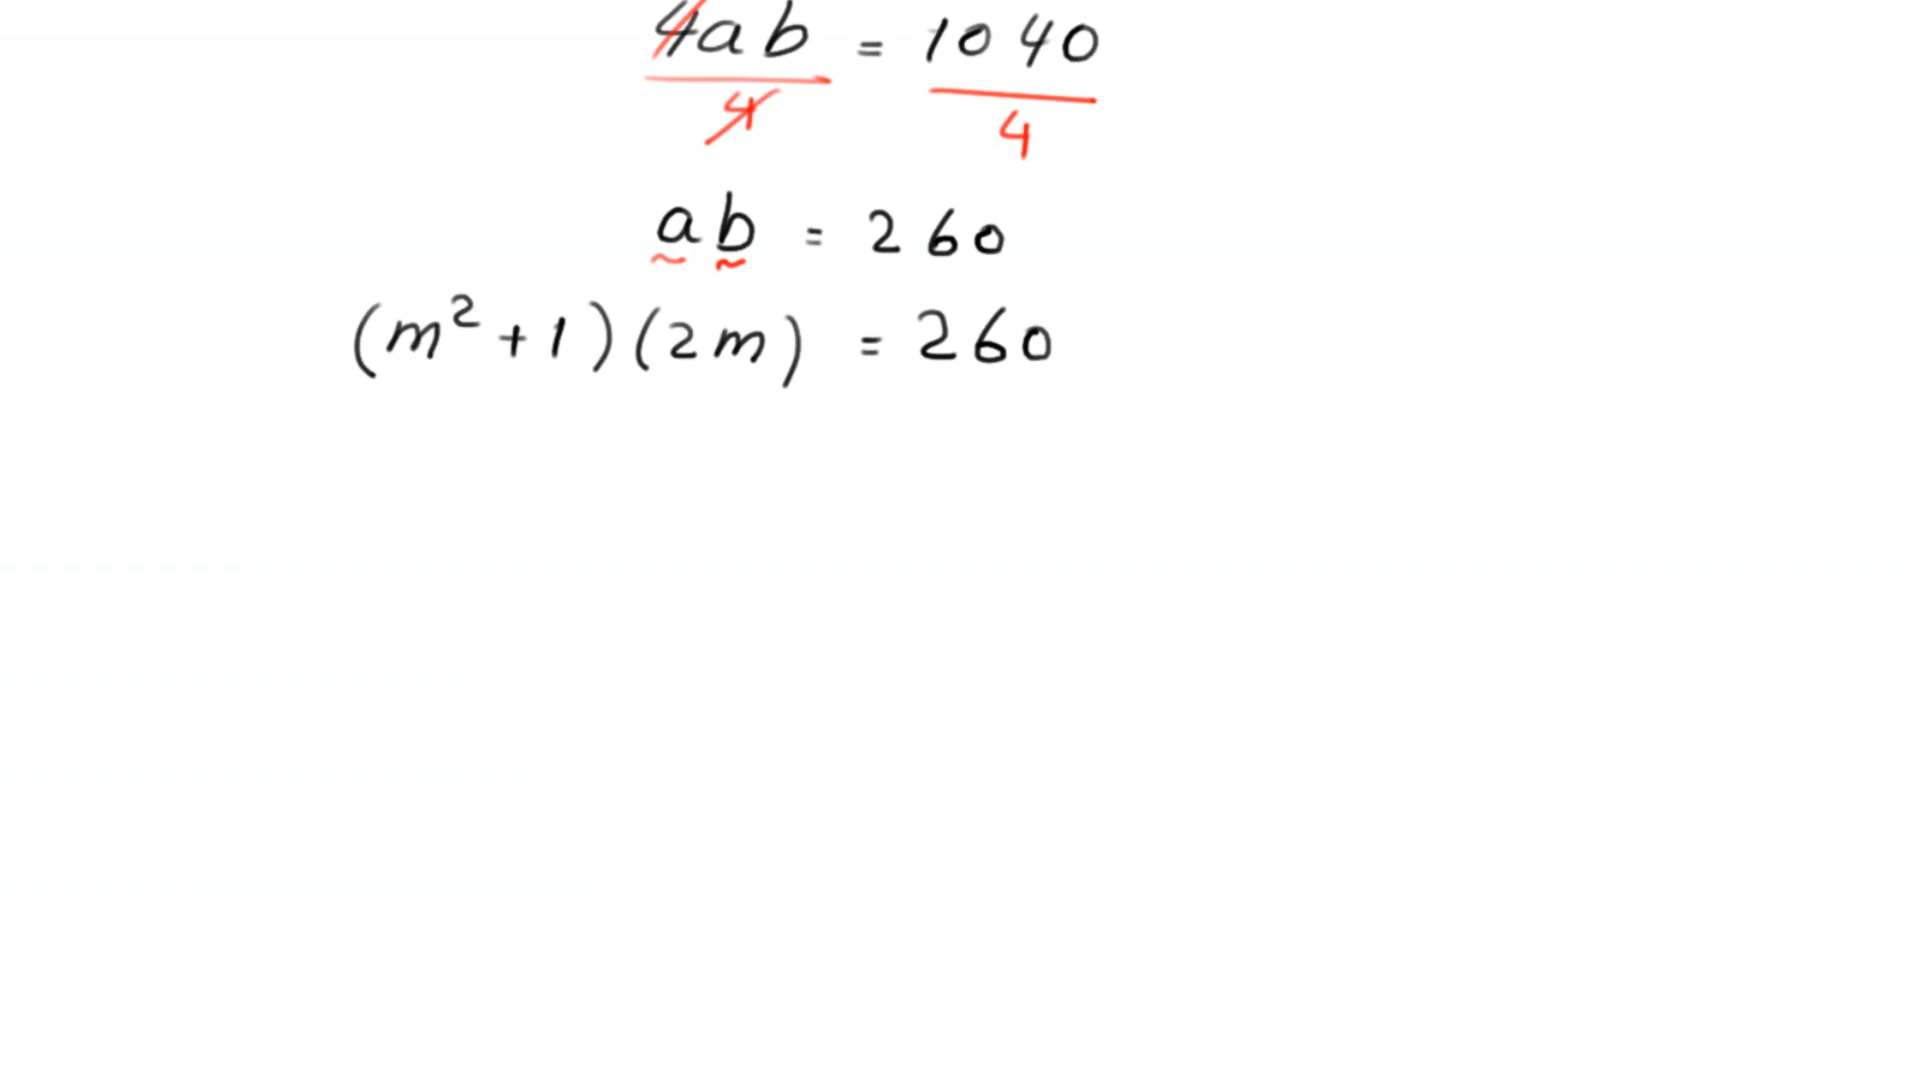 4ab = 1040
4 4
ab = 260
(m² + 1)(2m) = 260